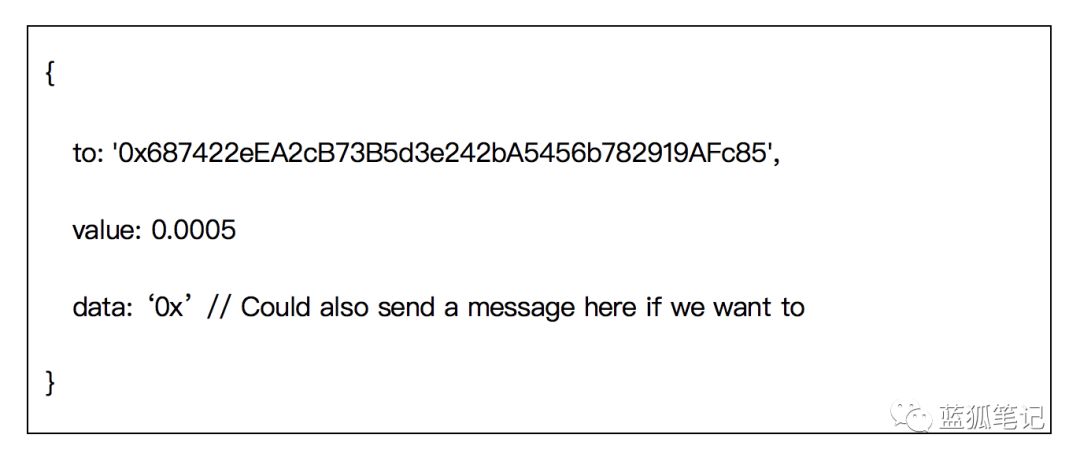 {
to: '0x687422eEA2cB73B5d3e242bA5456b782919AFc85',
value: 0.0005
data:‘0x’// Could also send a message here if we want to
}
蓝狐笔记